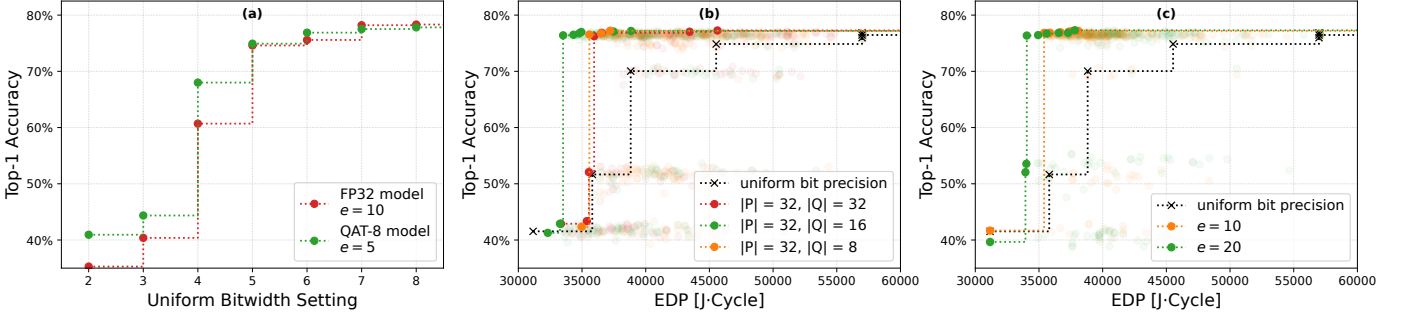 (a)
Top-1 Accuracy
80%
70%
60%
50%
40%
2 3 4 5 6 7 8
Uniform Bitwidth Setting
FP32 model
e = 10
QAT-8 model
e = 5
(b)
Top-1 Accuracy
80%
70%
60%
50%
40%
30000 35000 40000 45000 50000 55000 60000
EDP [J·Cycle]
uniform bit precision
|P| = 32, |Q| = 32
|P| = 32, |Q| = 16
|P| = 32, |Q| = 8
(c)
Top-1 Accuracy
80%
70%
60%
50%
40%
30000 35000 40000 45000 50000 55000 60000
EDP [J·Cycle]
uniform bit precision
e = 10
e = 20